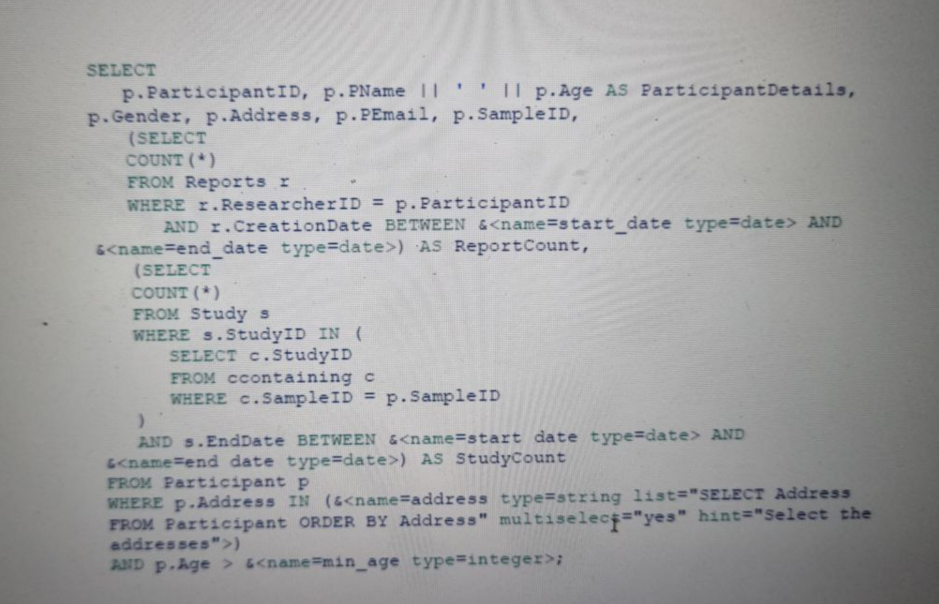 SELECT
p.ParticipantID, p.PName || ' ' || p.Age AS ParticipantDetails,
p.Gender, p.Address, p.PEmail, p.SampleID,
(SELECT
COUNT(*)
FROM Reports r
WHERE r.ResearcherID = p.ParticipantID
AND r.CreationDate BETWEEN &<name=start_date type=date> AND
&<name=end_date type=date>) AS ReportCount,
(SELECT
COUNT(*)
FROM Study s
WHERE s.StudyID IN (
SELECT c.StudyID
FROM ccontaining c
WHERE c.SampleID = p.SampleID
)
AND s.EndDate BETWEEN &<name=start date type=date> AND
&<name=end date type=date>) AS StudyCount
FROM Participant p
WHERE p.Address IN (&<name=address type=string list="SELECT Address
FROM Participant ORDER BY Address" multiselect="yes" hint="Select the
addresses">)
AND p.Age > &<name=min_age type=integer>;